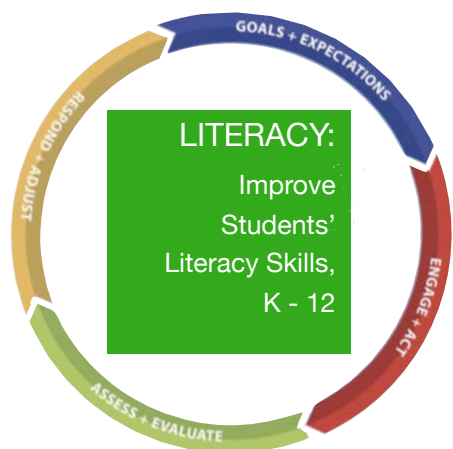 GOALS + EXPECTATIONS
RESPOND + ADJUST
LITERACY:
Improve
Students’
Literacy Skills,
K - 12
ENGAGE + ACT
ASSESS + EVALUATE